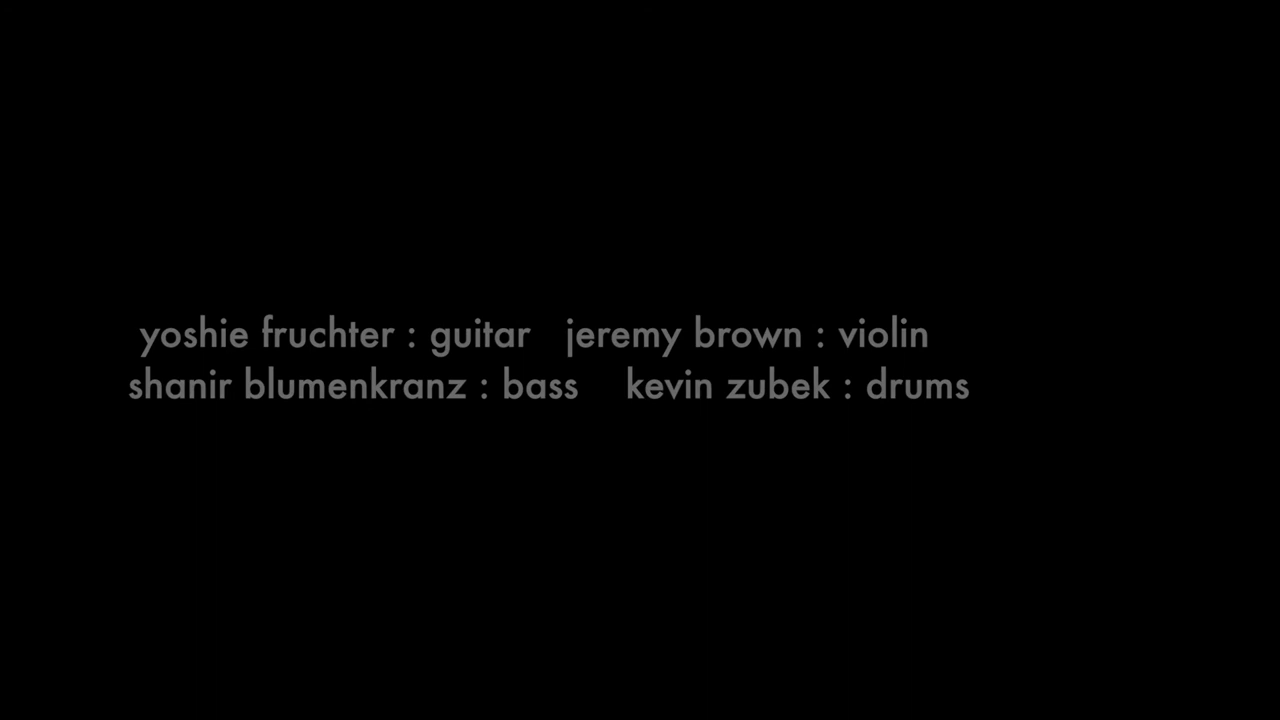 yoshie fruchter : guitar jeremy brown : violin
shanir blumenkranz : bass kevin zubek : drums